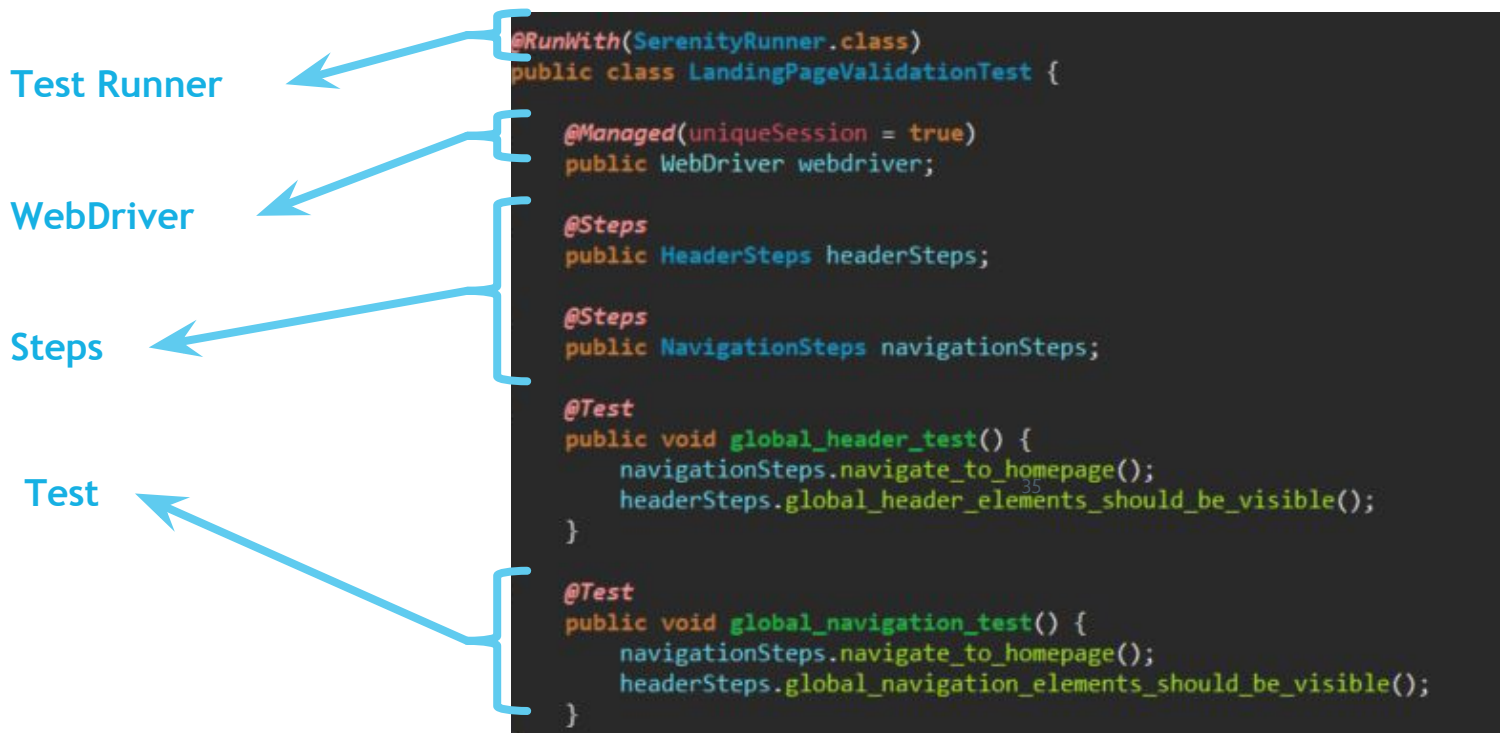 Test Runner
WebDriver
Steps
Test
@RunWith(SerenityRunner.class)
public class LandingPageValidationTest {
@Managed(uniqueSession = true)
public WebDriver webdriver;
@Steps
public HeaderSteps headerSteps;
@Steps
public NavigationSteps navigationSteps;
@Test
public void global_header_test() {
navigationSteps.navigate_to_homepage();
35
headerSteps.global_header_elements_should_be_visible();
}
@Test
public void global_navigation_test() {
navigationSteps.navigate_to_homepage();
headerSteps.global_navigation_elements_should_be_visible();
}